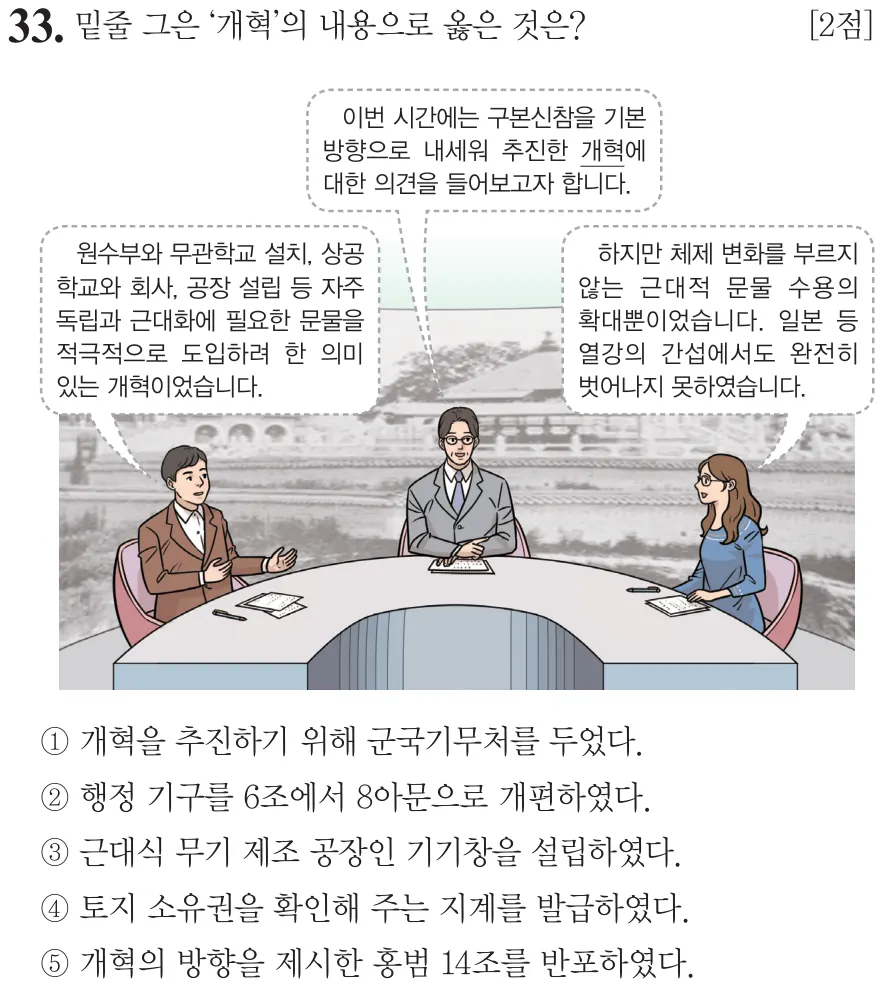 33. 밑줄 그은 ‘개혁’의 내용으로 옳은 것은? [2점]
이번 시간에는 구본신참을 기본
방향으로 내세워 추진한 개혁에
대한 의견을 들어보고자 합니다.
원수부와 무관학교 설치, 상공
학교와 회사, 공장 설립 등 자주
독립과 근대화에 필요한 문물을
적극적으로 도입하려 한 의미
있는 개혁이었습니다.
하지만 체제 변화를 부르지
않는 근대적 문물 수용의
확대뿐이었습니다. 일본 등
열강의 간섭에서도 완전히
벗어나지 못하였습니다.
① 개혁을 추진하기 위해 군국기무처를 두었다.
② 행정 기구를 6조에서 8아문으로 개편하였다.
③ 근대식 무기 제조 공장인 기기창을 설립하였다.
④ 토지 소유권을 확인해 주는 지계를 발급하였다.
⑤ 개혁의 방향을 제시한 홍범 14조를 반포하였다.